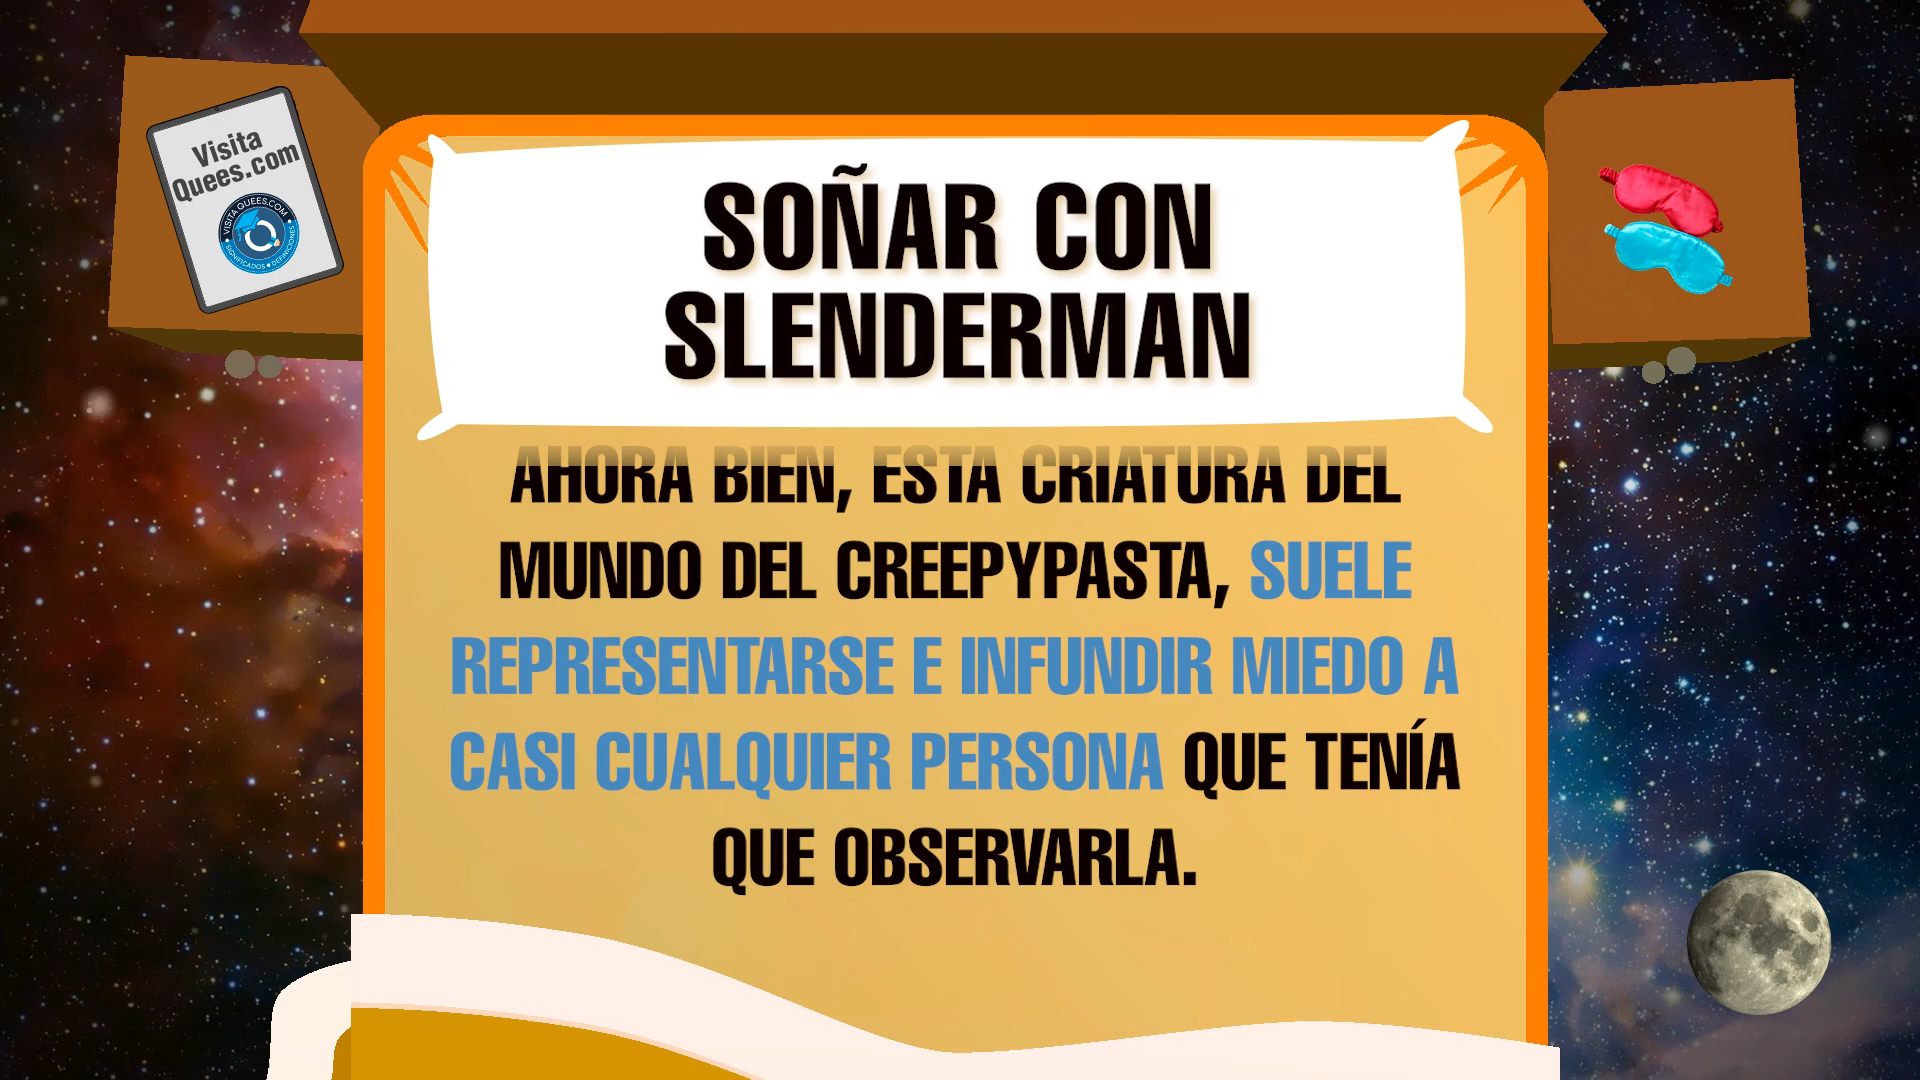 Visita
Quees.com
VISITA QUEES.COM
SIGNIFICADOS • DEFINICIONES
SOÑAR CON
SLENDERMAN
AHORA BIEN, ESTA CRIATURA DEL
MUNDO DEL CREEPYPASTA, SUELE
REPRESENTARSE E INFUNDIR MIEDO A
CASI CUALQUIER PERSONA QUE TENÍA
QUE OBSERVARLA.